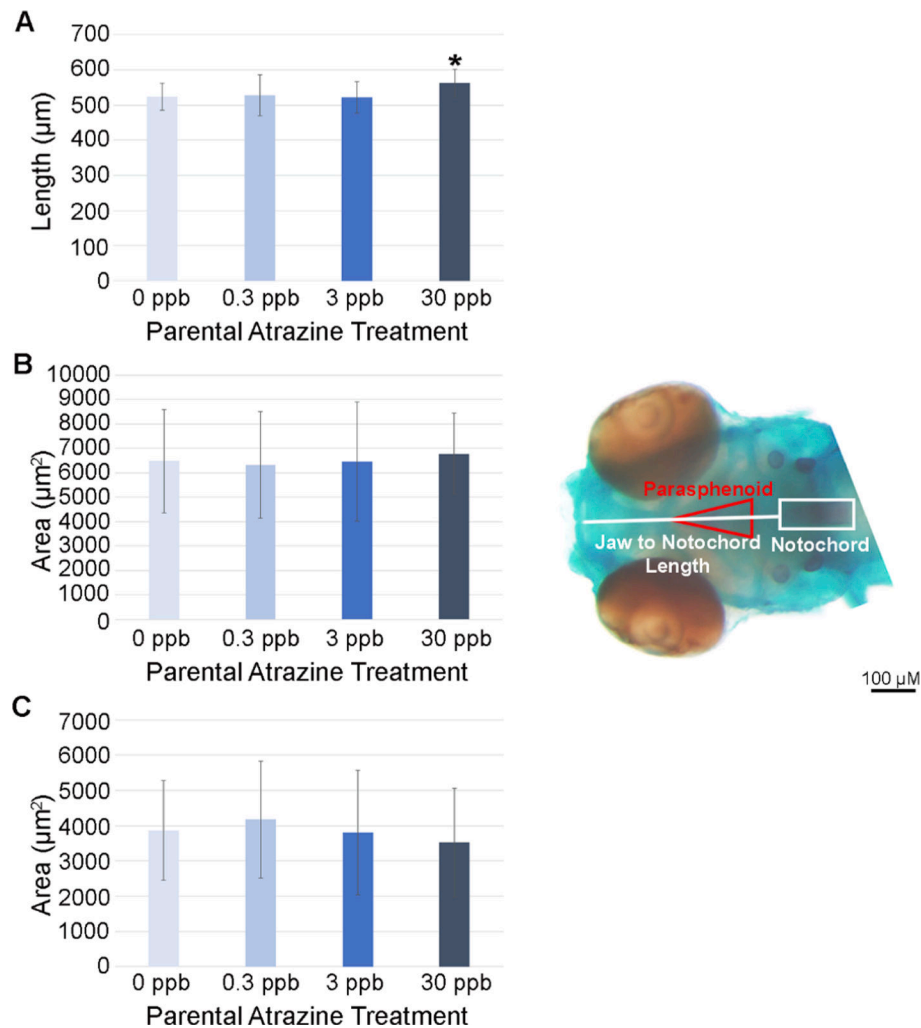 A
700
600
500
400
300
200
100
0
Length (µm)
*
0 ppb
0.3 ppb
3 ppb
30 ppb
Parental Atrazine Treatment
B
10000
9000
8000
7000
6000
5000
4000
3000
2000
1000
0
Area (µm²)
0 ppb
0.3 ppb
3 ppb
30 ppb
Parental Atrazine Treatment
Parasphenoid
Jaw to Notochord
Length
Notochord
100 µM
C
7000
6000
5000
4000
3000
2000
1000
0
Area (µm²)
0 ppb
0.3 ppb
3 ppb
30 ppb
Parental Atrazine Treatment